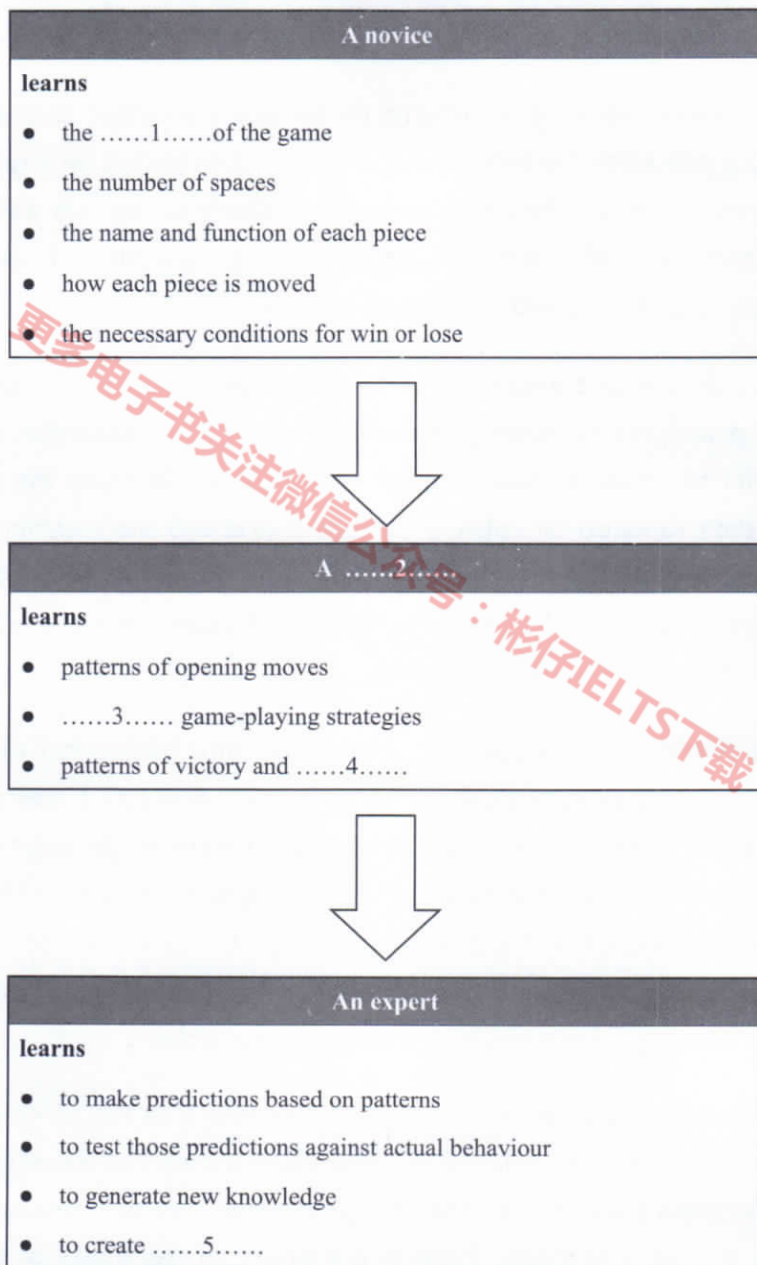 A novice
learns
● the ……1……of the game
● the number of spaces
● the name and function of each piece
● how each piece is moved
● the necessary conditions for win or lose
更多电子书关注微信公众号：彬仔IELTS下载
A ……2……
learns
● patterns of opening moves
● ……3…… game-playing strategies
● patterns of victory and ……4……
An expert
learns
● to make predictions based on patterns
● to test those predictions against actual behaviour
● to generate new knowledge
● to create ……5……